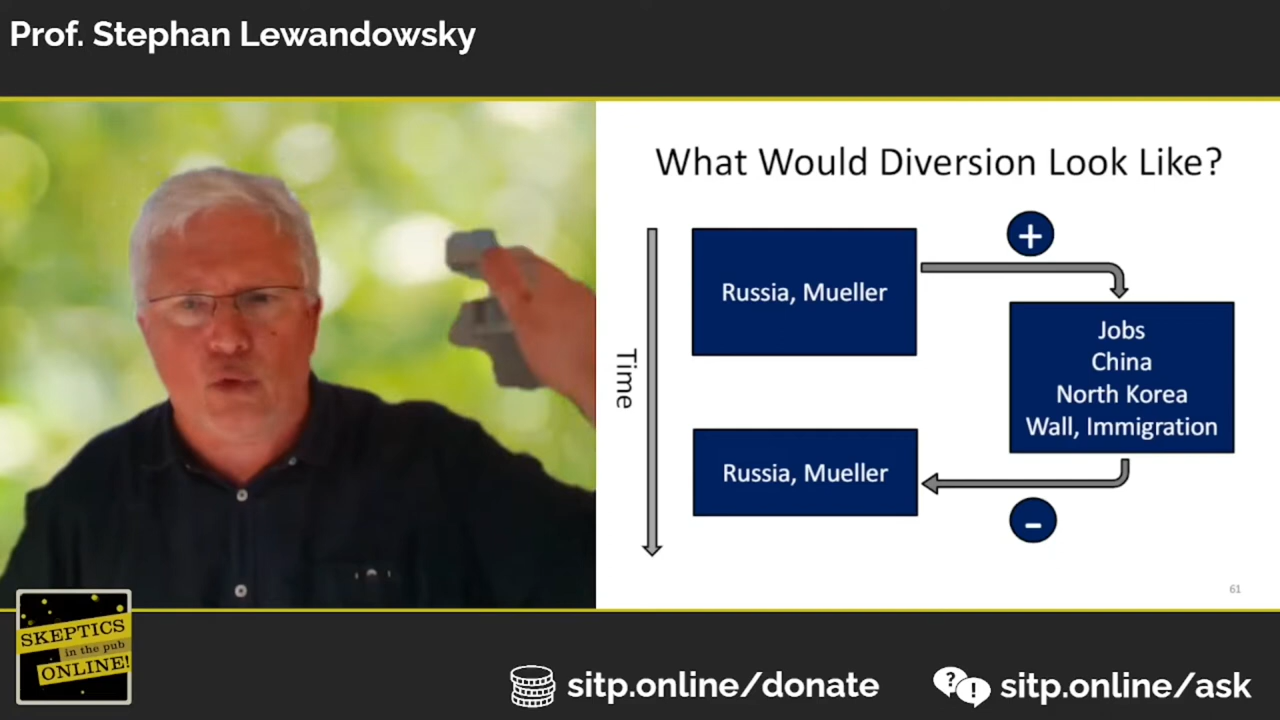 Prof. Stephan Lewandowsky
What Would Diversion Look Like?
Time
Russia, Mueller
+
Jobs
China
North Korea
Wall, Immigration
Russia, Mueller
-
61
SKEPTICS
in the pub
ONLINE!
sitp.online/donate
?!
sitp.online/ask